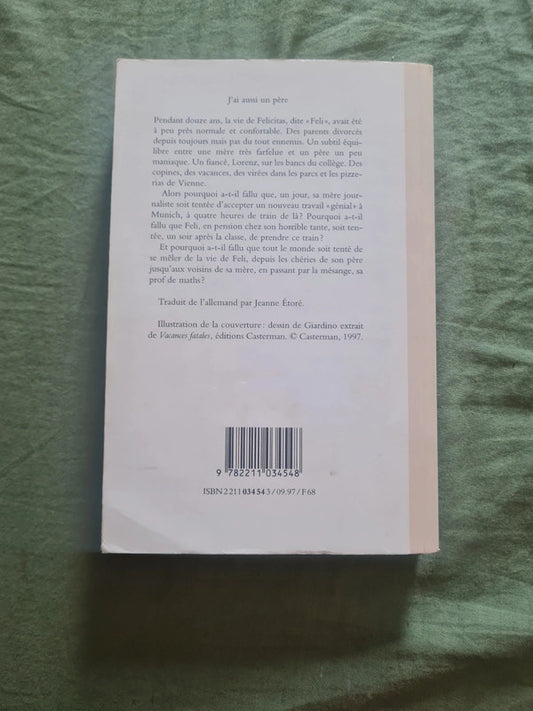 J'ai aussi un père
Pendant douze ans, la vie de Felicitas, dite «Feli», avait été
à peu près normale et confortable. Des parents divorcés
depuis toujours mais pas du tout ennemis. Un subtil équi-
libre entre une mère très farfelue et un père un peu
maniaque. Un fiancé, Lorenz, sur les bancs du collège. Des
copines, des vacances, des virées dans les parcs et les pizze-
rias de Vienne.
Alors pourquoi a-t-il fallu que, un jour, sa mère jour-
naliste soit tentée d'accepter un nouveau travail «génial» à
Munich, à quatre heures de train de là? Pourquoi a-t-il
fallu que Feli, en pension chez son horrible tante, soit ten-
tée, un soir après la classe, de prendre ce train?
Et pourquoi a-t-il fallu que tout le monde soit tenté de
se mêler de la vie de Feli, depuis les chéries de son père
jusqu'aux voisins de sa mère, en passant par la mésange, sa
prof de maths?
Traduit de l'allemand par Jeanne Étoré.
Illustration de la couverture: dessin de Giardino extrait
de Vacances fatales, éditions Casterman. © Casterman, 1997.
9 782211 034548
ISBN 2 211 034 54 3 / 09.97 / F 68